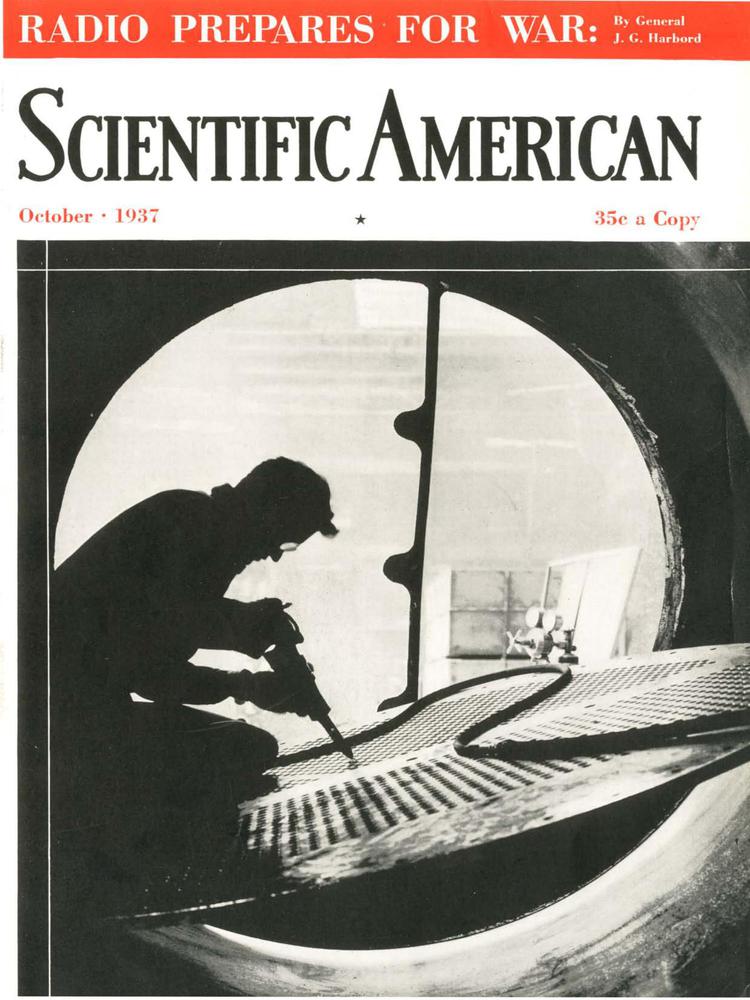 RADIO PREPARES FOR WAR:
By General
J. G. Harbord
SCIENTIFIC AMERICAN
October · 1937
35c a Copy